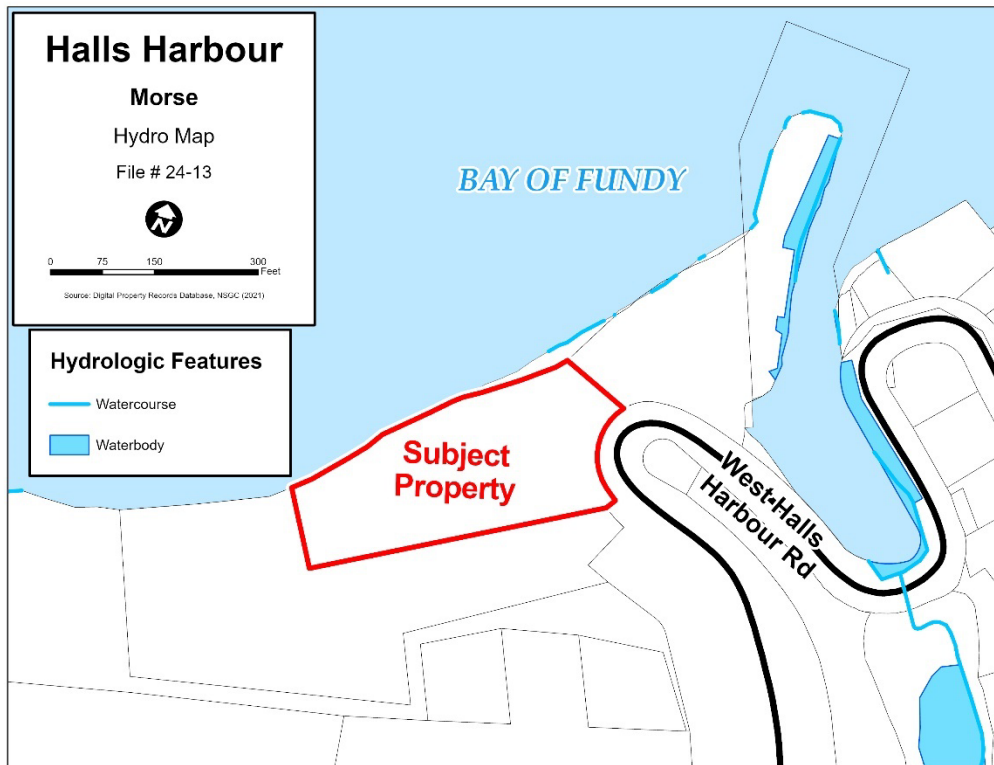 Halls Harbour
Morse
Hydro Map
File # 24-13
N
0 75 150 300
Feet
Source: Digital Property Records Database, NSGC (2021)
Hydrologic Features
Watercourse
Waterbody
BAY OF FUNDY
Subject
Property
West Halls
Harbour Rd